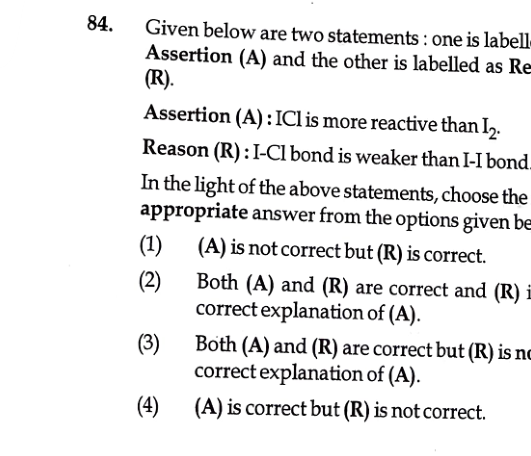 84. Given below are two statements : one is labell
Assertion (A) and the other is labelled as Re
(R).
Assertion (A) : ICl is more reactive than I₂.
Reason (R) : I-Cl bond is weaker than I-I bond.
In the light of the above statements, choose the
appropriate answer from the options given be
(1) (A) is not correct but (R) is correct.
(2) Both (A) and (R) are correct and (R) i
correct explanation of (A).
(3) Both (A) and (R) are correct but (R) is no
correct explanation of (A).
(4) (A) is correct but (R) is not correct.